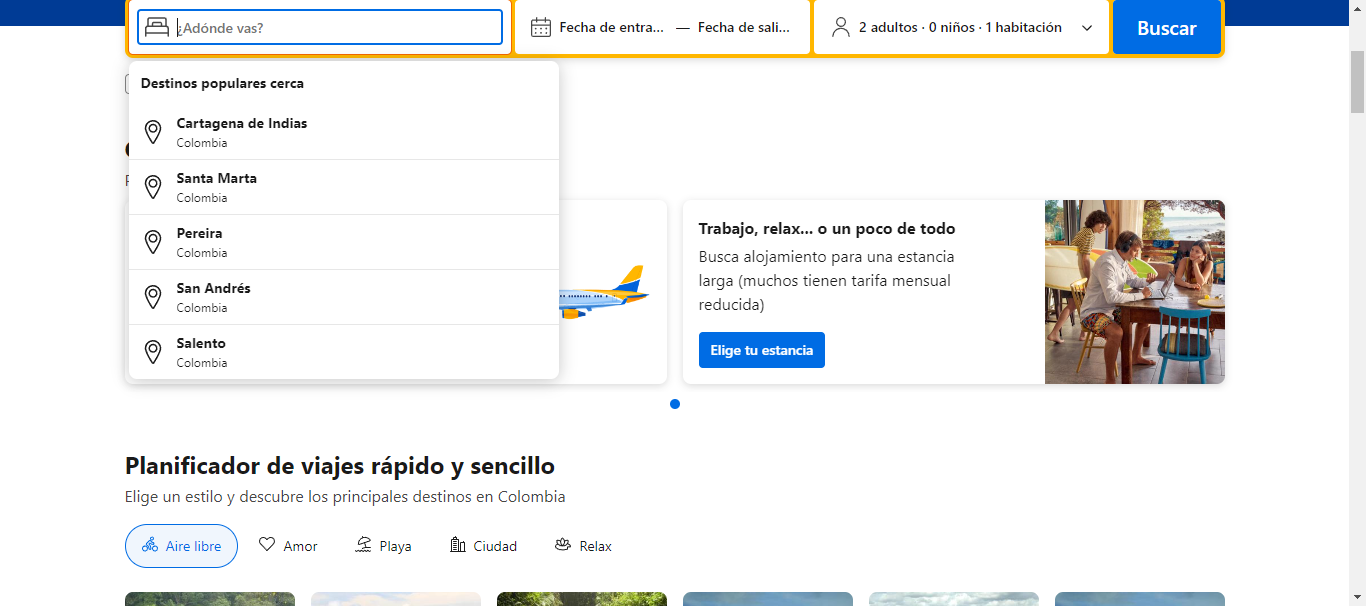 ¿Adónde vas?
Fecha de entra... — Fecha de sali...
2 adultos · 0 niños · 1 habitación
Buscar
Destinos populares cerca
Cartagena de Indias
Colombia
Santa Marta
Colombia
Pereira
Colombia
San Andrés
Colombia
Salento
Colombia
Trabajo, relax... o un poco de todo
Busca alojamiento para una estancia
larga (muchos tienen tarifa mensual
reducida)
Elige tu estancia
Planificador de viajes rápido y sencillo
Elige un estilo y descubre los principales destinos en Colombia
Aire libre
Amor
Playa
Ciudad
Relax